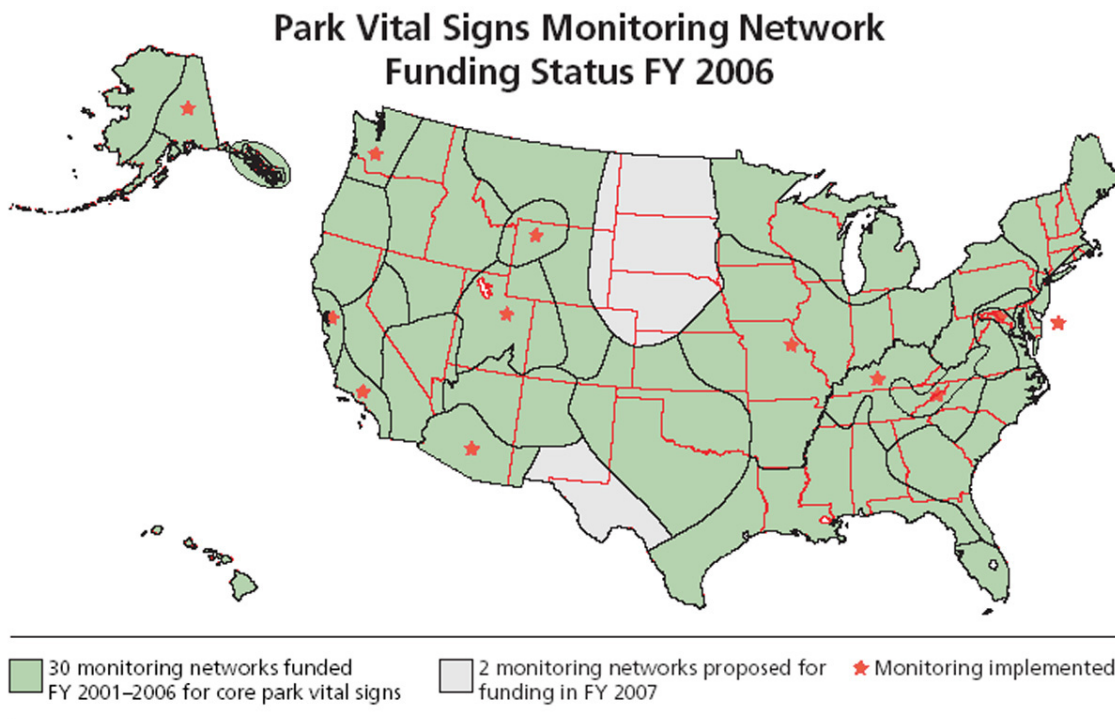 Park Vital Signs Monitoring Network
Funding Status FY 2006
30 monitoring networks funded
FY 2001–2006 for core park vital signs
2 monitoring networks proposed for
funding in FY 2007
Monitoring implemented